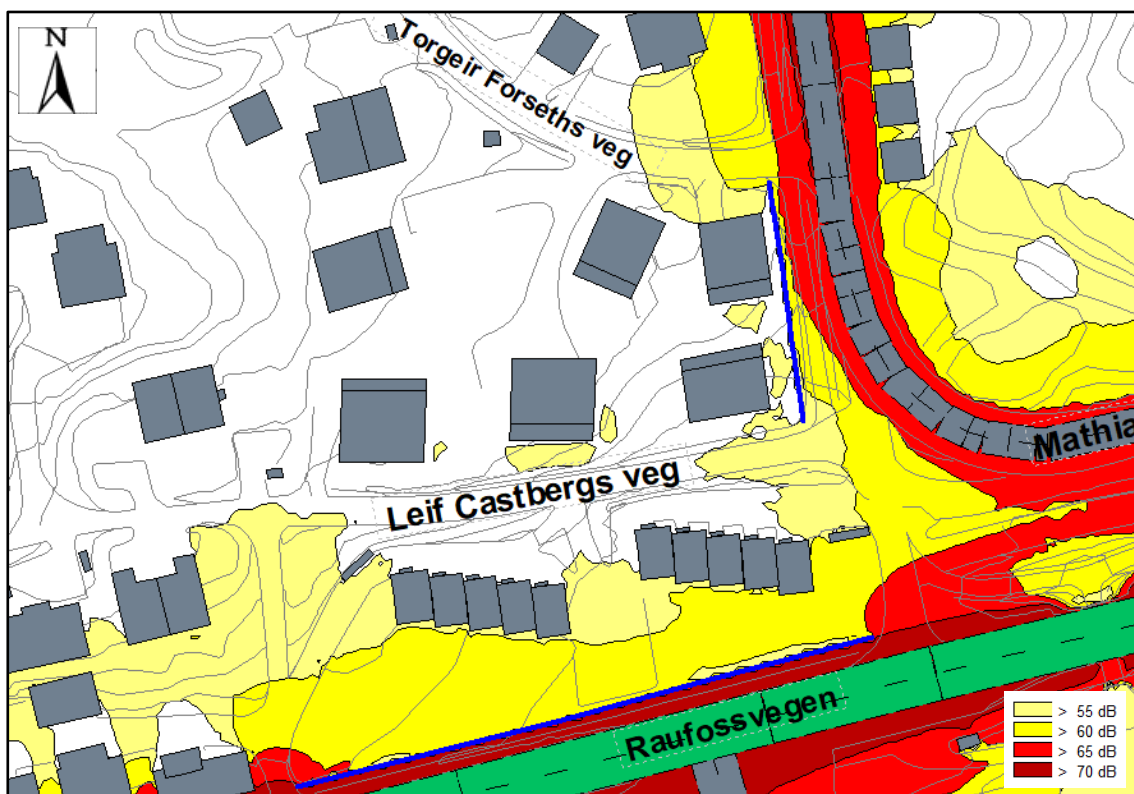 N
Torgeir Forseths veg
Mathia
Leif Castbergs veg
Raufossvegen
> 55 dB
> 60 dB
> 65 dB
> 70 dB